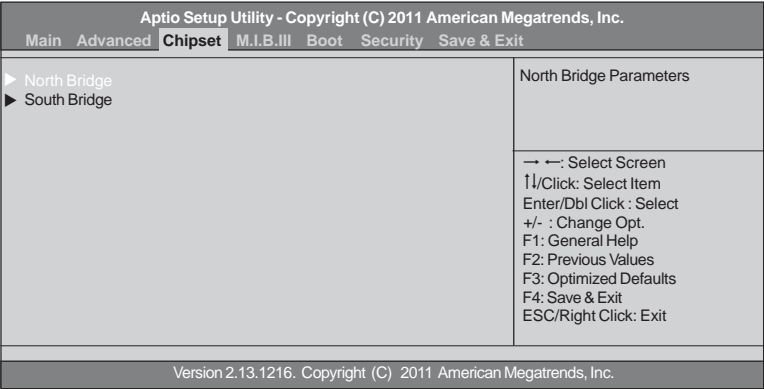 Aptio Setup Utility - Copyright (C) 2011 American Megatrends, Inc.
Main Advanced Chipset M.I.B.III Boot Security Save & Exit
▶ North Bridge
▶ South Bridge
North Bridge Parameters
→ ←: Select Screen
↑↓/Click: Select Item
Enter/Dbl Click : Select
+/- : Change Opt.
F1: General Help
F2: Previous Values
F3: Optimized Defaults
F4: Save & Exit
ESC/Right Click: Exit
Version 2.13.1216. Copyright (C) 2011 American Megatrends, Inc.